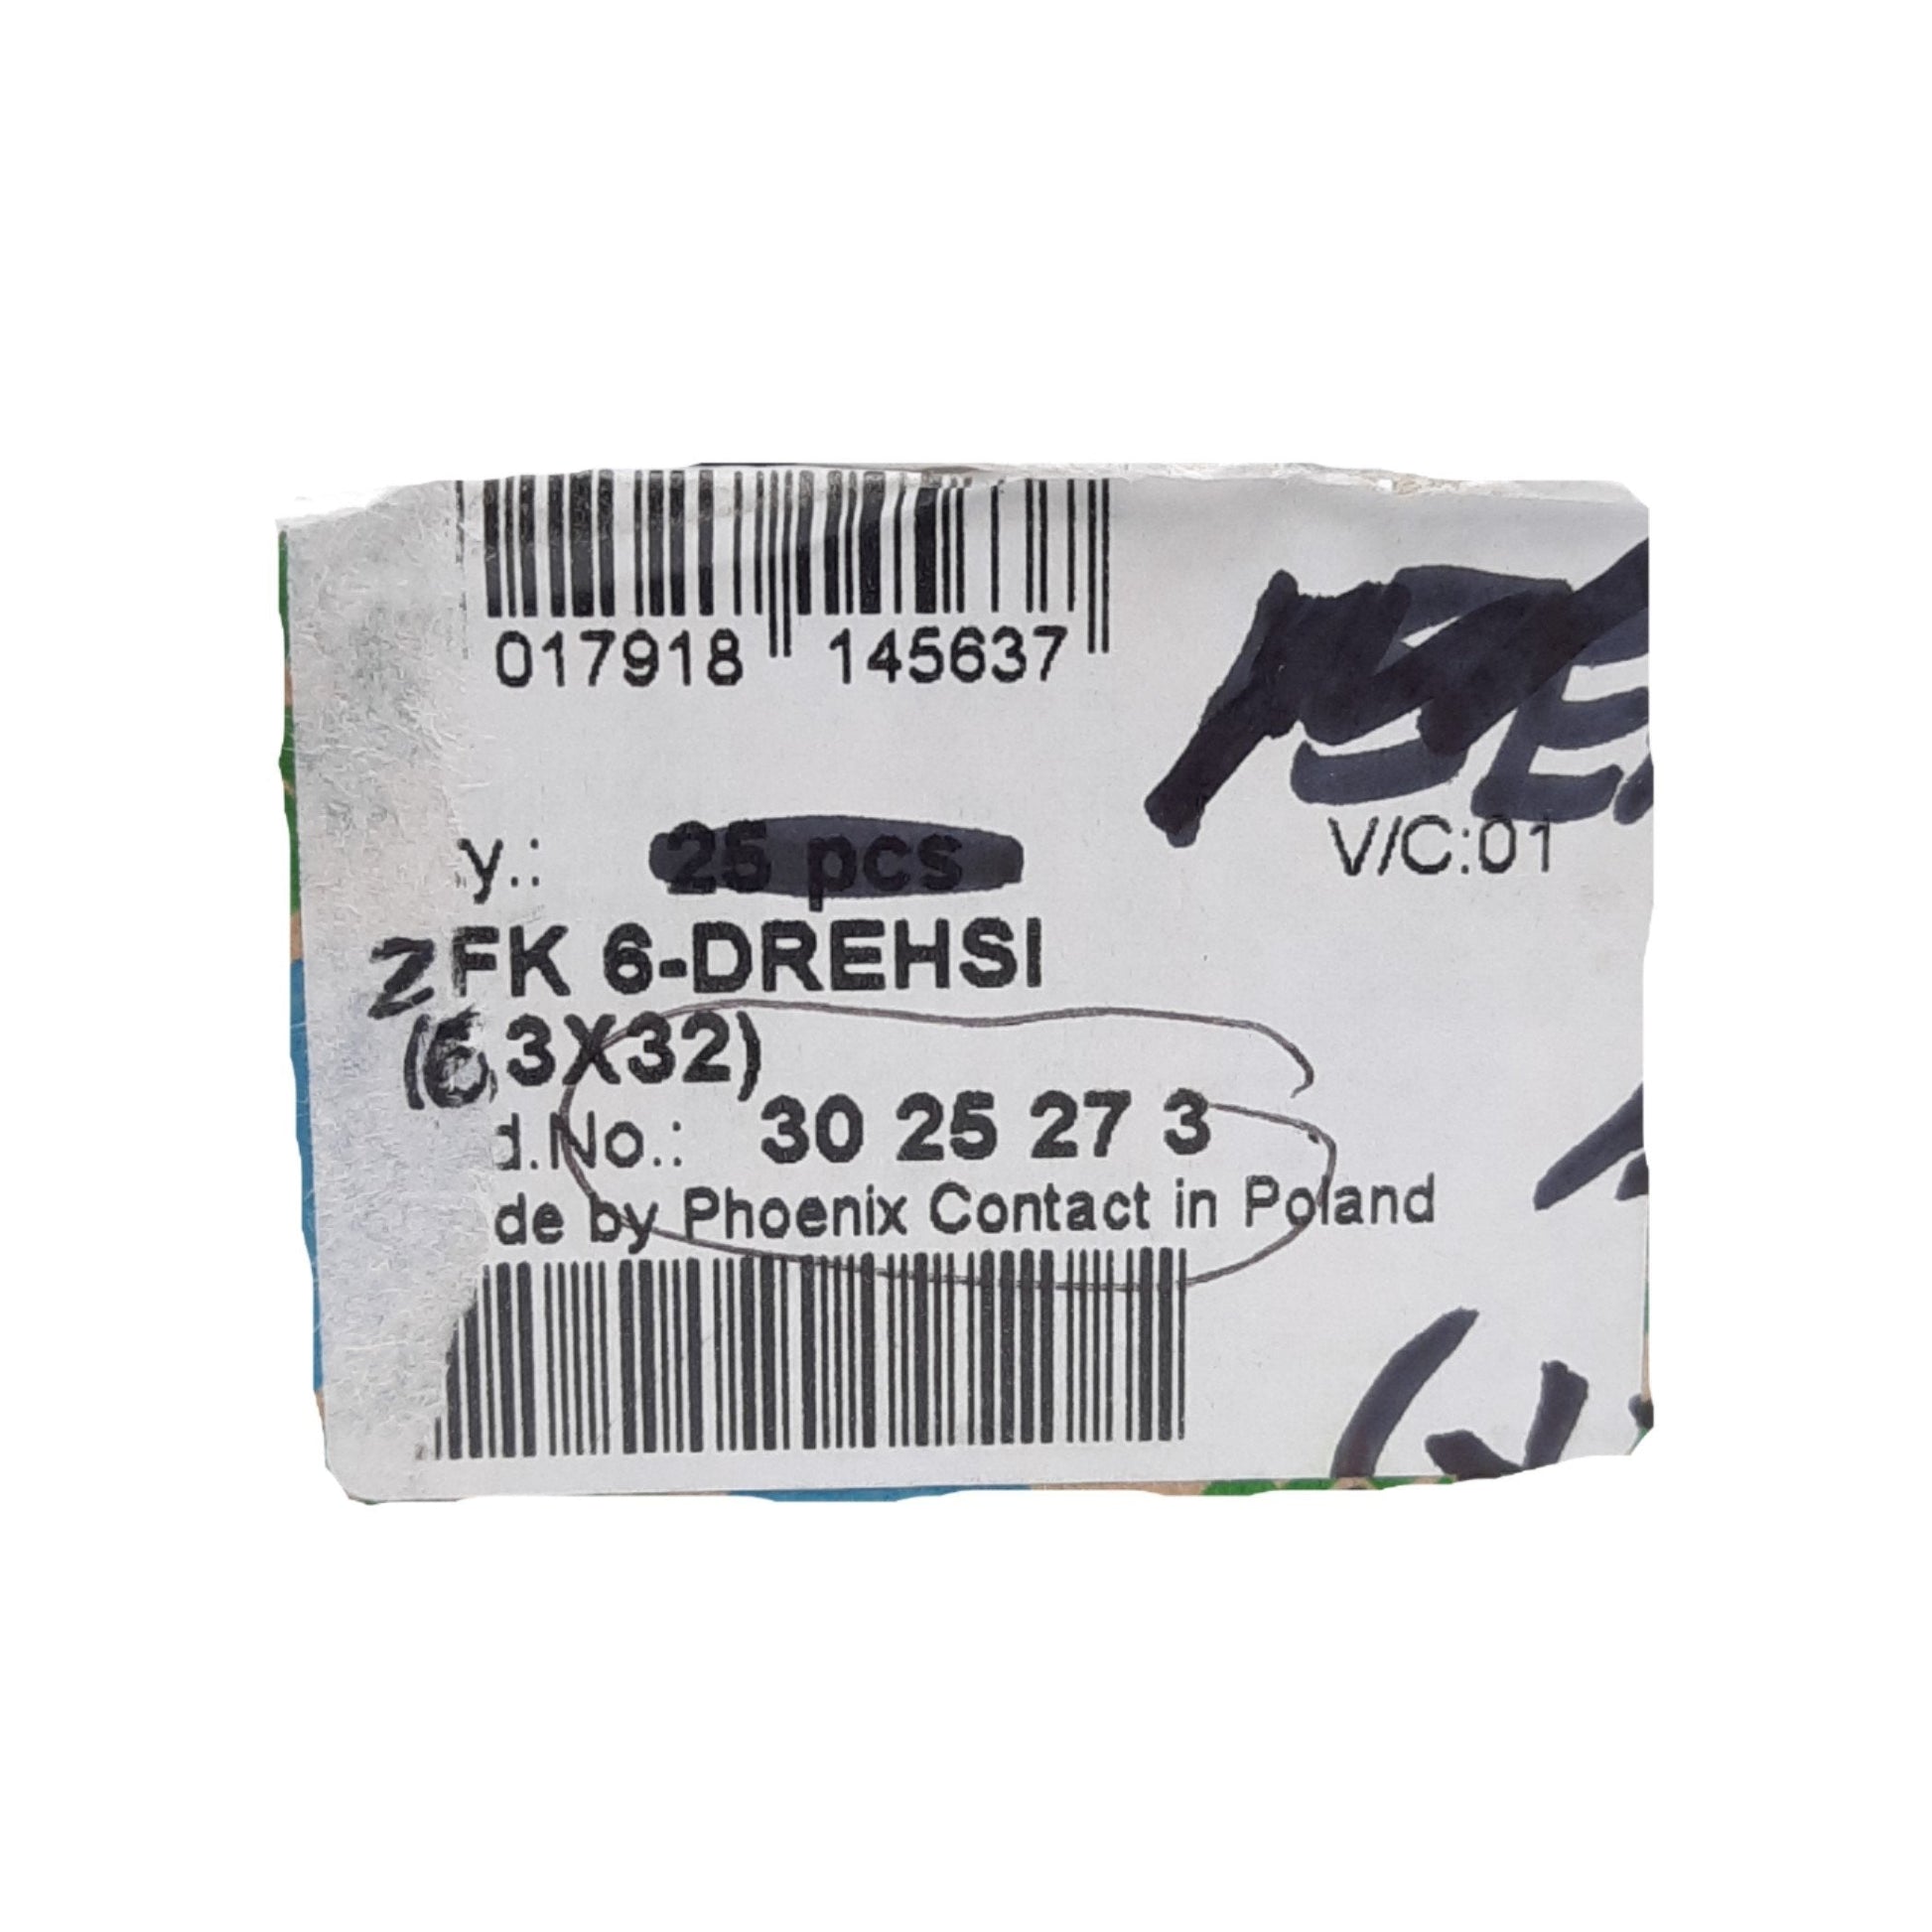 017918 145637
y.: 25 pcs
V/C:01
ZFK 6-DREHSI
(6,3X32)
d.No.: 30 25 27 3
de by Phoenix Contact in Poland